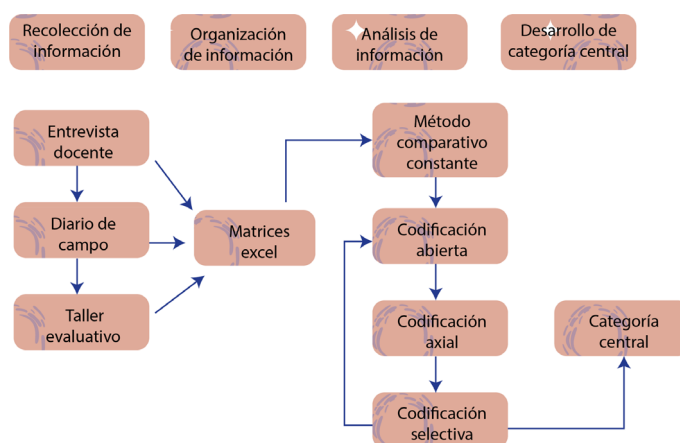 Recolección de
información
Organización
de información
Análisis de
información
Desarrollo de
categoría central
Entrevista
docente
Diario de
campo
Taller
evaluativo
Matrices
excel
Método
comparativo
constante
Codificación
abierta
Codificación
axial
Codificación
selectiva
Categoría
central